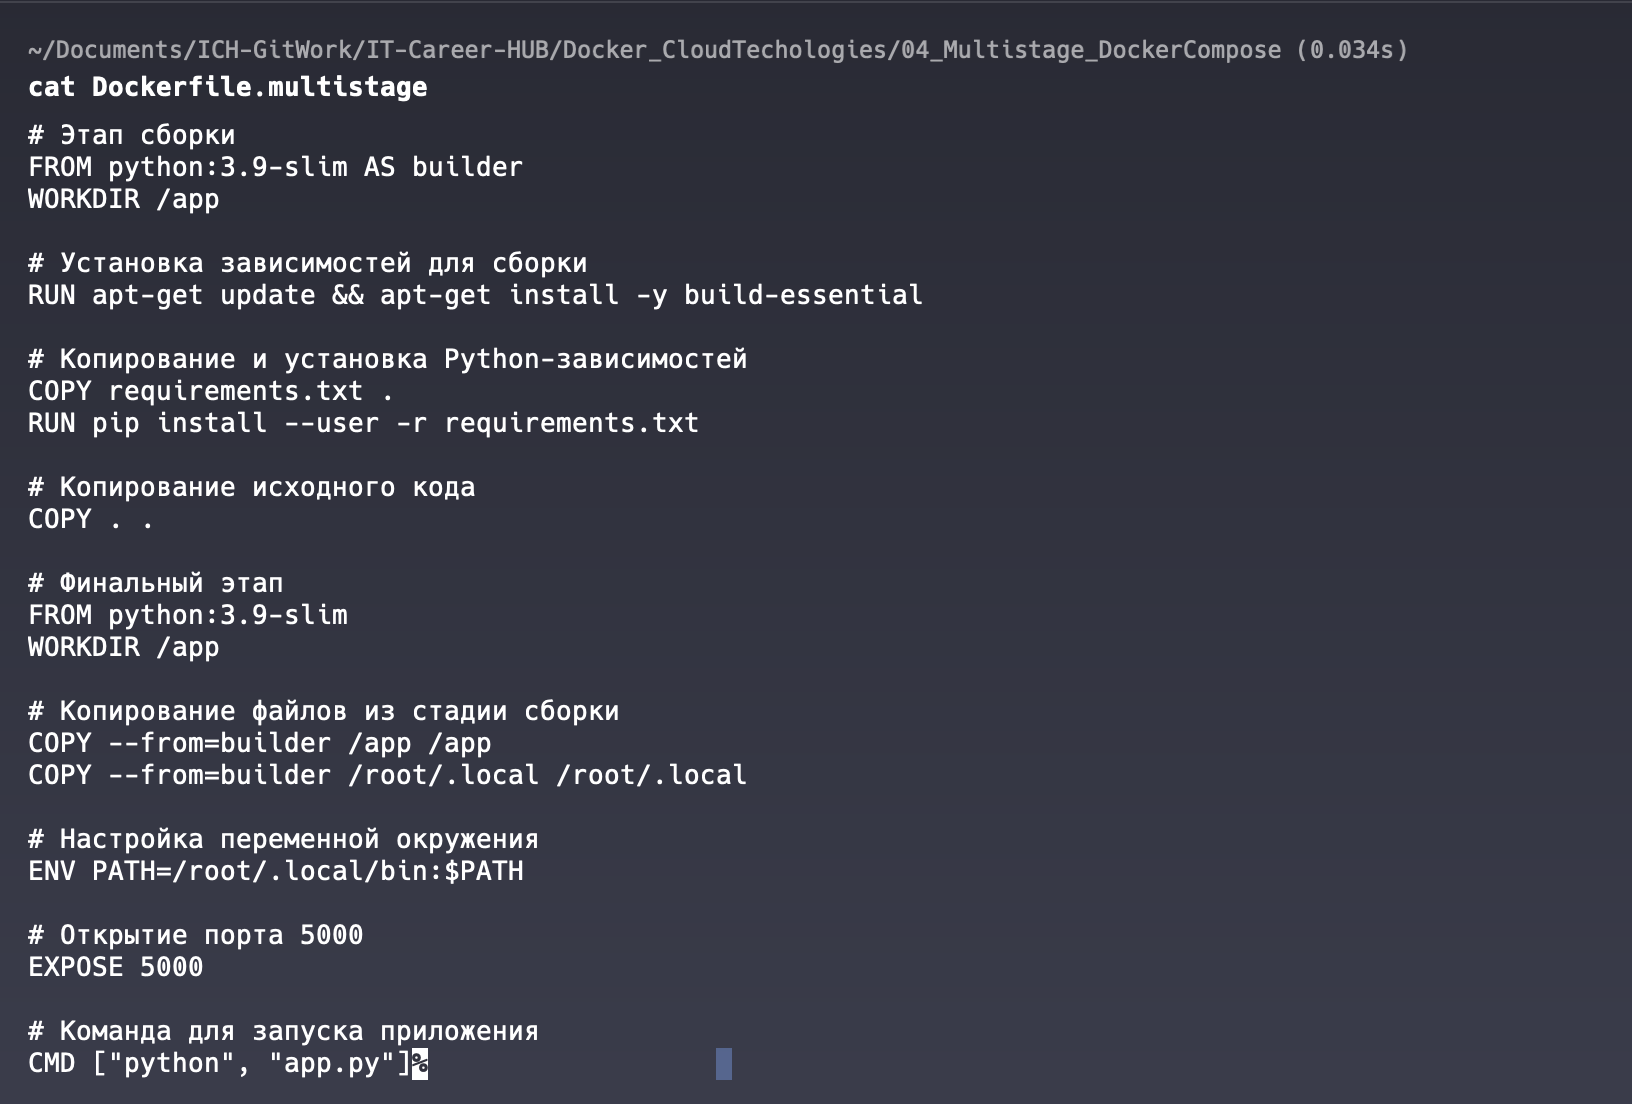 ~/Documents/ICH-GitWork/IT-Career-HUB/Docker_CloudTechologies/04_Multistage_DockerCompose (0.034s)
cat Dockerfile.multistage
# Этап сборки
FROM python:3.9-slim AS builder
WORKDIR /app
# Установка зависимостей для сборки
RUN apt-get update && apt-get install -y build-essential
# Копирование и установка Python-зависимостей
COPY requirements.txt .
RUN pip install --user -r requirements.txt
# Копирование исходного кода
COPY . .
# Финальный этап
FROM python:3.9-slim
WORKDIR /app
# Копирование файлов из стадии сборки
COPY --from=builder /app /app
COPY --from=builder /root/.local /root/.local
# Настройка переменной окружения
ENV PATH=/root/.local/bin:$PATH
# Открытие порта 5000
EXPOSE 5000
# Команда для запуска приложения
CMD ["python", "app.py"]%